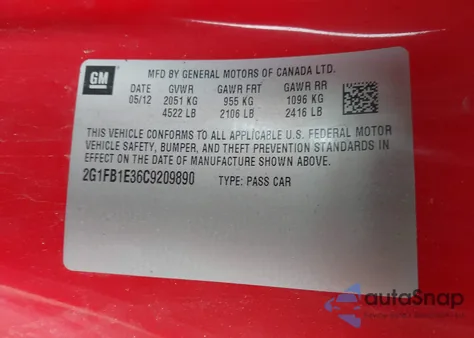 GM
MFD BY GENERAL MOTORS OF CANADA LTD.
DATE GVWR GAWR FRT GAWR RR
05/12 2051 KG 955 KG 1096 KG
4522 LB 2106 LB 2416 LB
THIS VEHICLE CONFORMS TO ALL APPLICABLE U.S. FEDERAL MOTOR
VEHICLE SAFETY, BUMPER, AND THEFT PREVENTION STANDARDS IN
EFFECT ON THE DATE OF MANUFACTURE SHOWN ABOVE.
2G1FB1E36C9209890 TYPE: PASS CAR
autaSnap